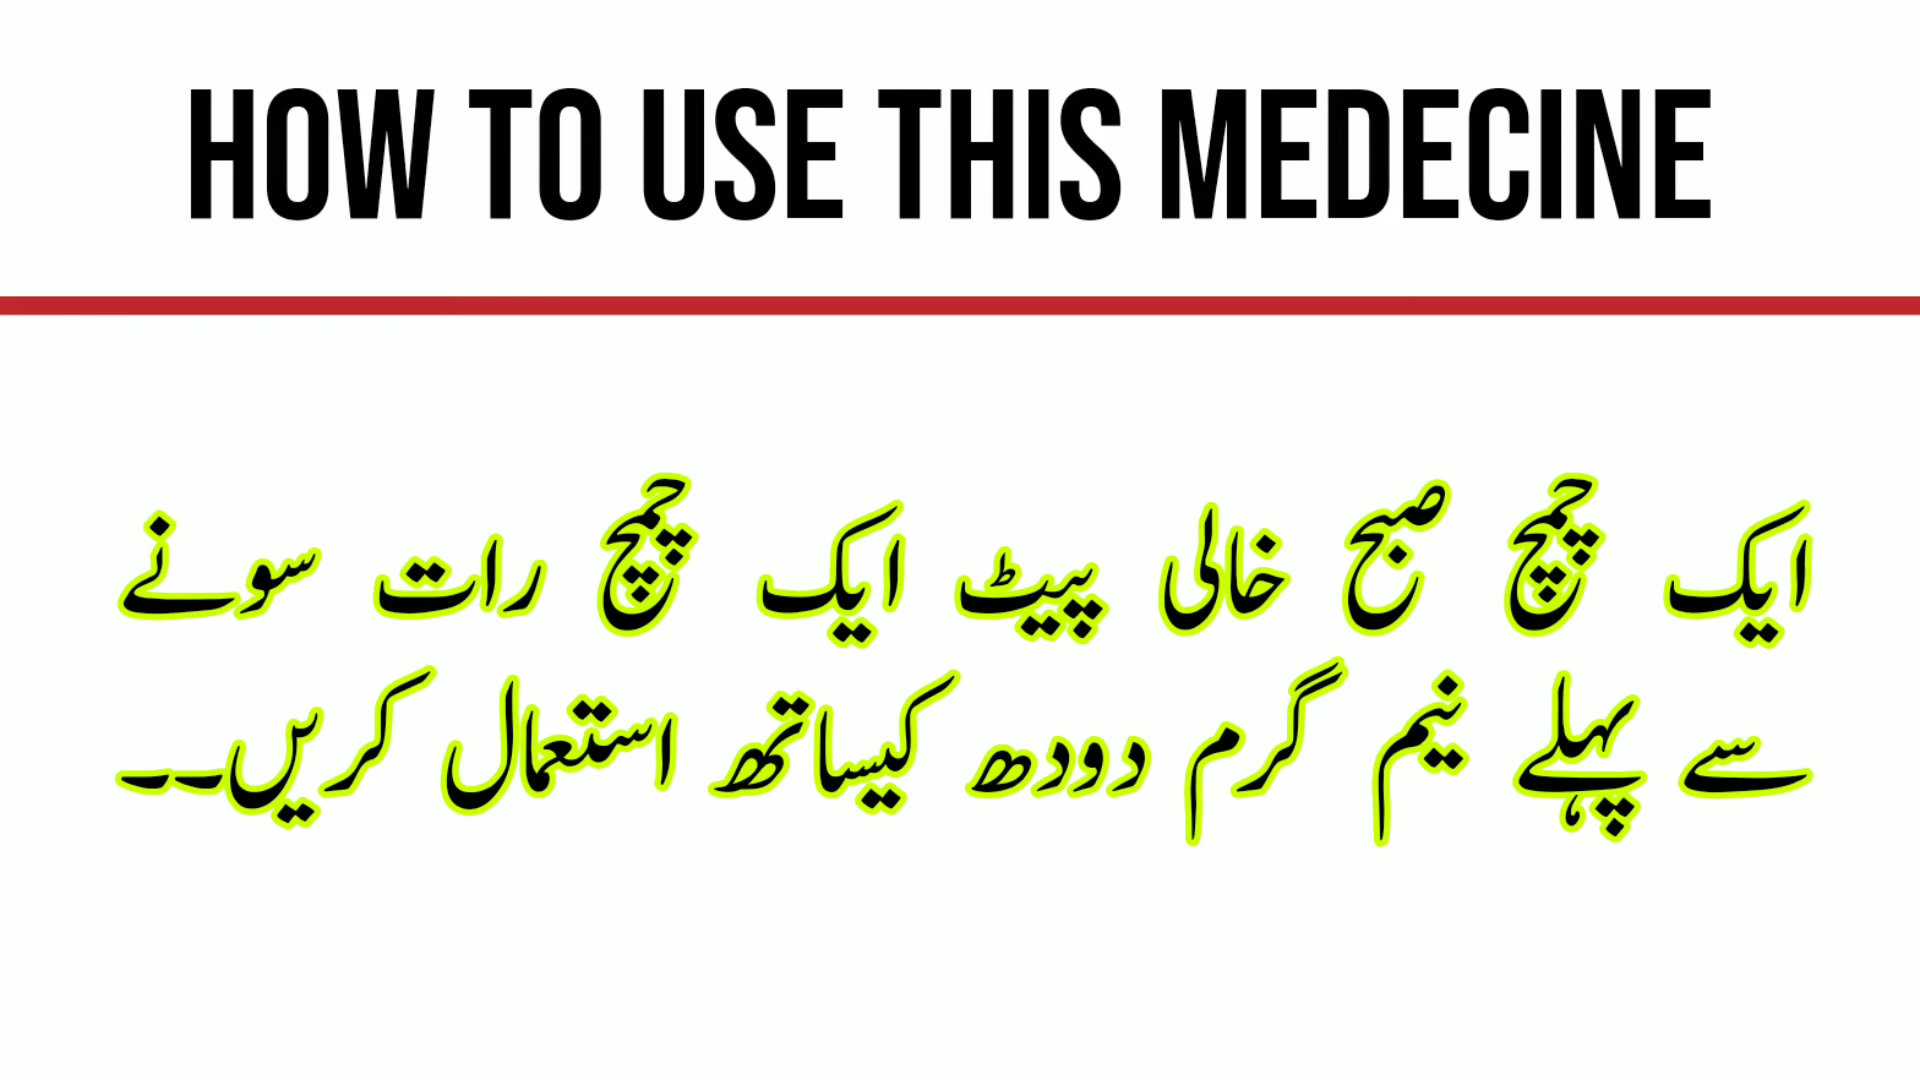 HOW TO USE THIS MEDECINE
ایک چمچ صبح خالی پیٹ ایک چمچ رات سونے
سے پہلے نیم گرم دودھ کیساتھ استعمال کریں۔۔